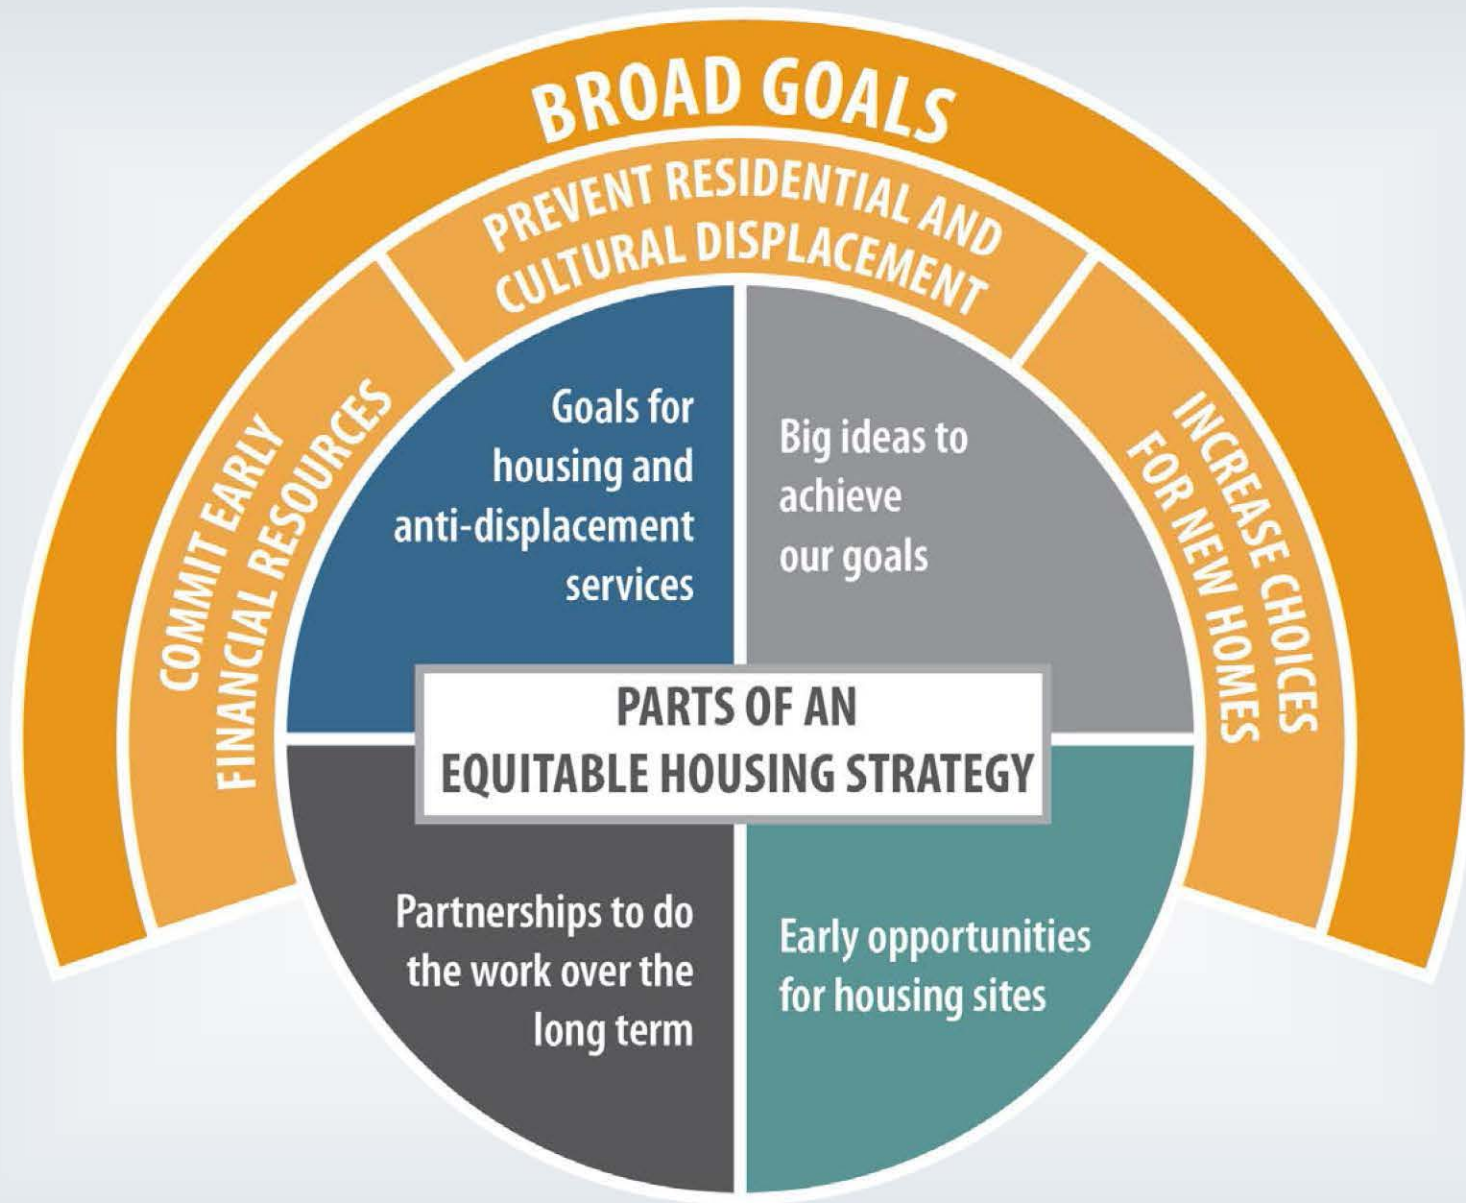 BROAD GOALS
PREVENT RESIDENTIAL AND
CULTURAL DISPLACEMENT
COMMIT EARLY
FINANCIAL RESOURCES
INCREASE CHOICES
FOR NEW HOMES
Goals for
housing and
anti-displacement
services
Big ideas to
achieve
our goals
PARTS OF AN
EQUITABLE HOUSING STRATEGY
Partnerships to do
the work over the
long term
Early opportunities
for housing sites